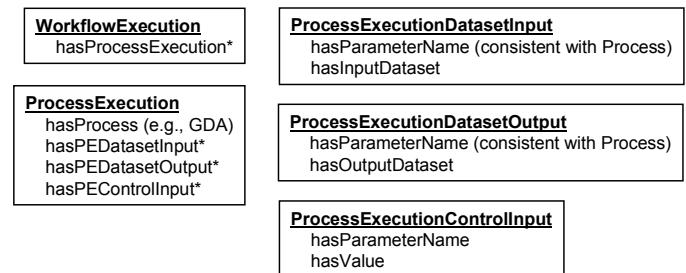 WorkflowExecution
hasProcessExecution*
ProcessExecution
hasProcess (e.g., GDA)
hasPEDatasetInput*
hasPEDatasetOutput*
hasPEControlInput*
ProcessExecutionDatasetInput
hasParameterName (consistent with Process)
hasInputDataset
ProcessExecutionDatasetOutput
hasParameterName (consistent with Process)
hasOutputDataset
ProcessExecutionControlInput
hasParameterName
hasValue